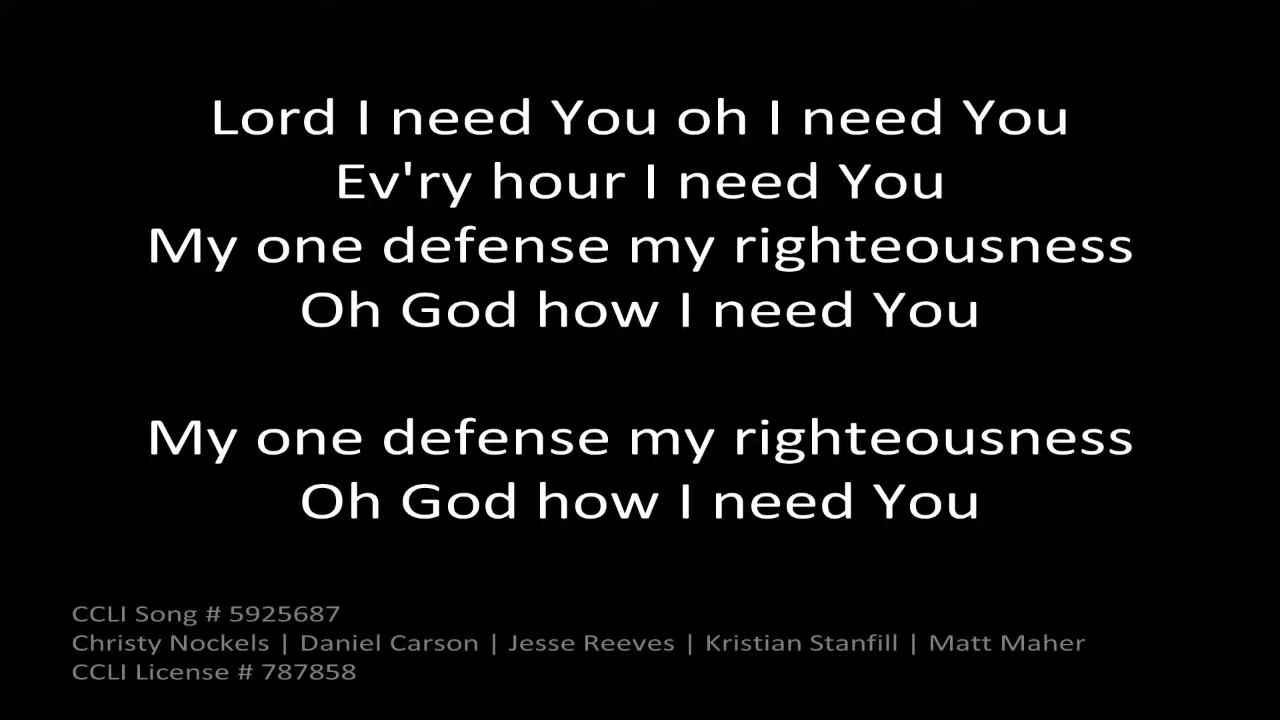 Lord I need You oh I need You
Ev'ry hour I need You
My one defense my righteousness
Oh God how I need You
My one defense my righteousness
Oh God how I need You
CCLI Song # 5925687
Christy Nockels | Daniel Carson | Jesse Reeves | Kristian Stanfill | Matt Maher
CCLI License # 787858